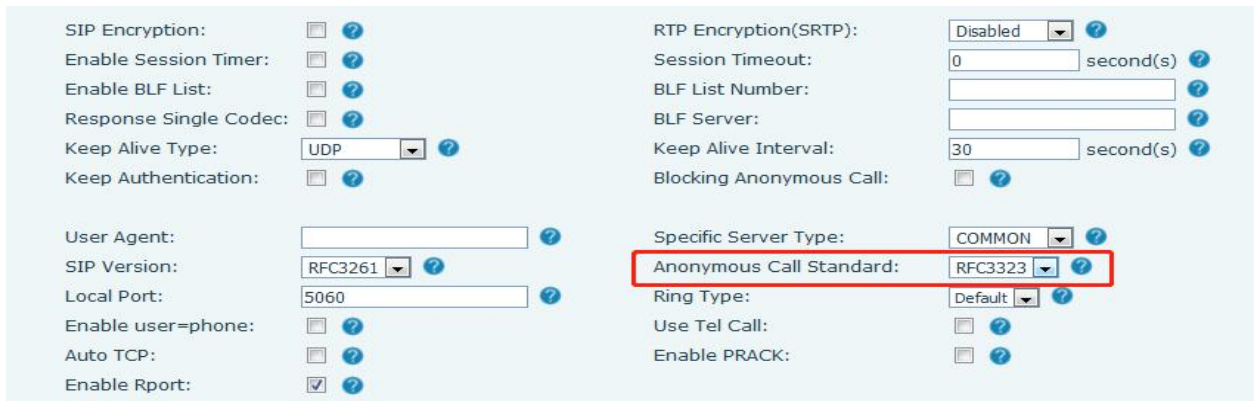 SIP Encryption: ? RTP Encryption(SRTP): Disabled ?
Enable Session Timer: ? Session Timeout: 0 second(s) ?
Enable BLF List: ? BLF List Number: ?
Response Single Codec: ? BLF Server: ?
Keep Alive Type: UDP ? Keep Alive Interval: 30 second(s) ?
Keep Authentication: ? Blocking Anonymous Call: ?
User Agent: ? Specific Server Type: COMMON ?
SIP Version: RFC3261 ? Anonymous Call Standard: RFC3323 ?
Local Port: 5060 ? Ring Type: Default ?
Enable user=phone: ? Use Tel Call: ?
Auto TCP: ? Enable PRACK: ?
Enable Rport: ?